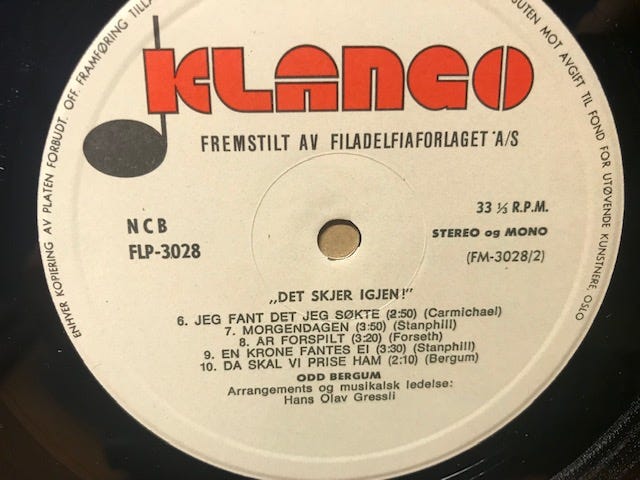 KLANGO
FREMSTILT AV FILADELFIAFORLAGET A/S
NCB
FLP-3028
33 ⅓ R.P.M.
STEREO og MONO
(FM-3028/2)
„DET SKJER IGJEN!"
6. JEG FANT DET JEG SØKTE (2:50) (Carmichael)
7. MORGENDAGEN (3:50) (Stanphill)
8. ÅR FORSPILT (3:20) (Forseth)
9. EN KRONE FANTES EI (3:30) (Stanphill)
10. DA SKAL VI PRISE HAM (2:10) (Bergum)
ODD BERGUM
Arrangements og musikalsk ledelse:
Hans Olav Gressli
ENHVER KOPIERING AV PLATEN FORBUDT. OFF. FRAMFØRING
MOT AVGIFT TIL FOND FOR UTØVENDE KUNSTNERE, OSLO